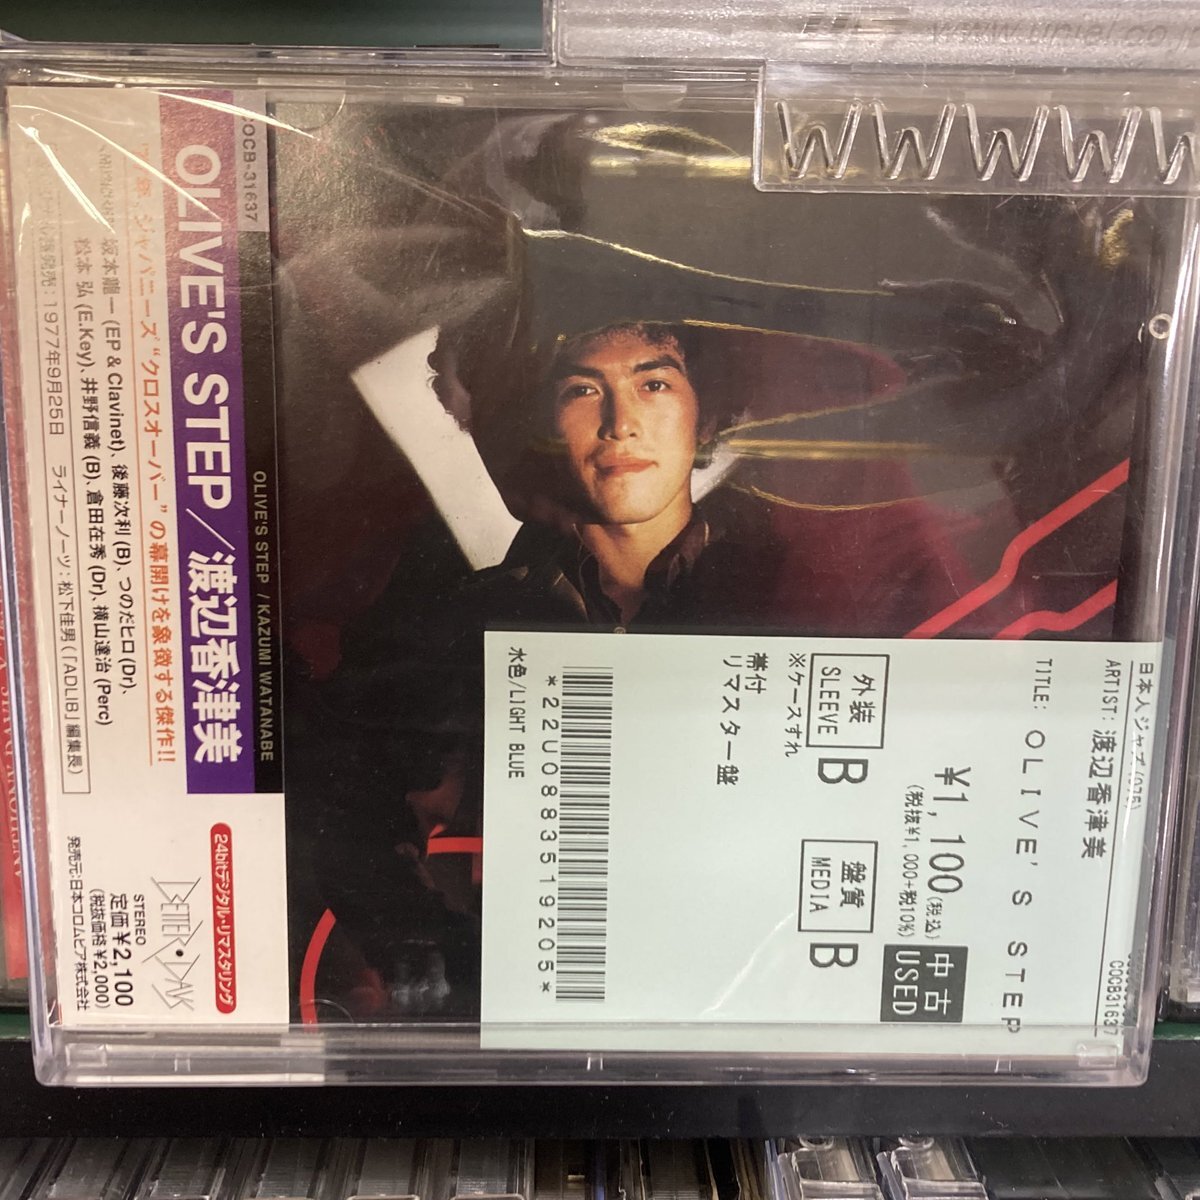 COCB-31637
OLIVE'S STEP / KAZUMI WATANABE
OLIVE'S STEP／渡辺香津美
ジャパニーズ“クロスオーバー”の幕開けを象徴する傑作!!
坂本龍一 (EP & Clavinet)、後藤次利 (B)、つのだヒロ (Dr)、
松本弘 (E.Key)、井野信義 (B)、倉田在秀 (Dr)、横山達治 (Perc)
発売：1977年9月25日 ライナーノーツ：松下佳男(「ADLIB」編集長)
24bitデジタル・リマスタリング
BETTER・DAYS
STEREO
定価￥2,100
(税抜価格￥2,000)
発売元:日本コロムビア株式会社
日本人ジャズ(075)
COCB31637
ARTIST: 渡辺香津美
TITLE: OLIVE'S STEP
¥1,100(税込)
(税抜¥1,000+税10%)
中古
USED
外装
SLEEVE
B
盤質
MEDIA
B
※ケースすれ
帯付
リマスター盤
*22U0883519205*
水色/LIGHT BLUE